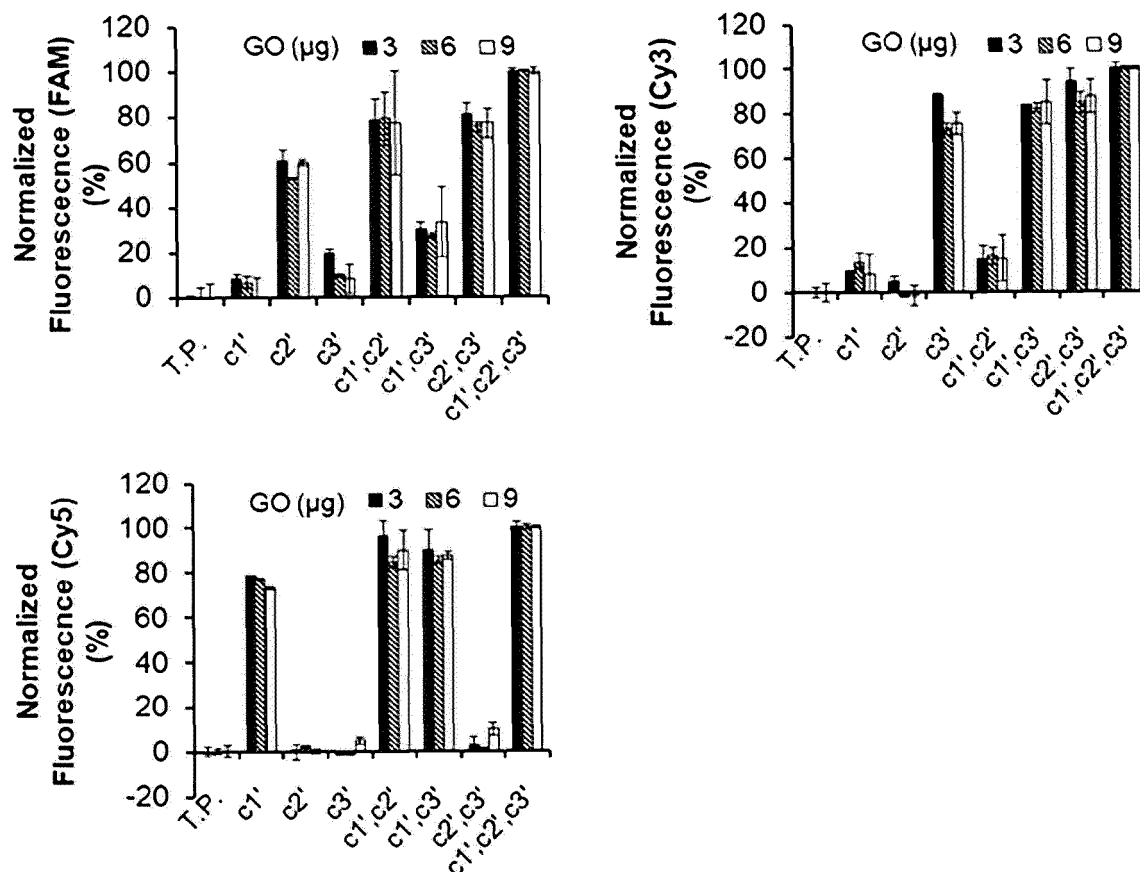 Normalized
Fluorescecnce (FAM)
(%)
120
100
80
60
40
20
0
GO (µg) 3 6 9
T.P.
c1'
c2'
c3'
c1',c2'
c1',c3'
c2',c3'
c1',c2',c3'
Normalized
Fluorescecnce (Cy3)
(%)
120
100
80
60
40
20
0
-20
GO (µg) 3 6 9
T.P.
c1'
c2'
c3'
c1',c2'
c1',c3'
c2',c3'
c1',c2',c3'
Normalized
Fluorescecnce (Cy5)
(%)
120
100
80
60
40
20
0
-20
GO (µg) 3 6 9
T.P.
c1'
c2'
c3'
c1',c2'
c1',c3'
c2',c3'
c1',c2',c3'